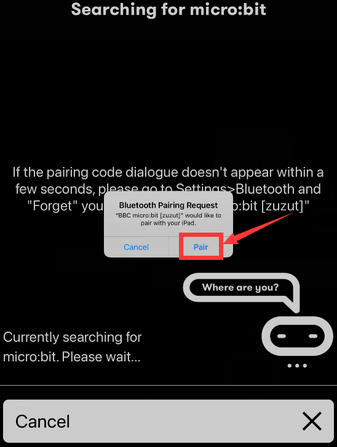 Searching for micro:bit
If the pairing code dialogue doesn't appear within a
few seconds, please go to Settings>Bluetooth and
"Forget" you :bit [zuzut]"
Bluetooth Pairing Request
"BBC micro:bit [zuzut]" would like to
pair with your iPad.
Cancel Pair
Where are you?
Currently searching for
micro:bit. Please wait...
Cancel